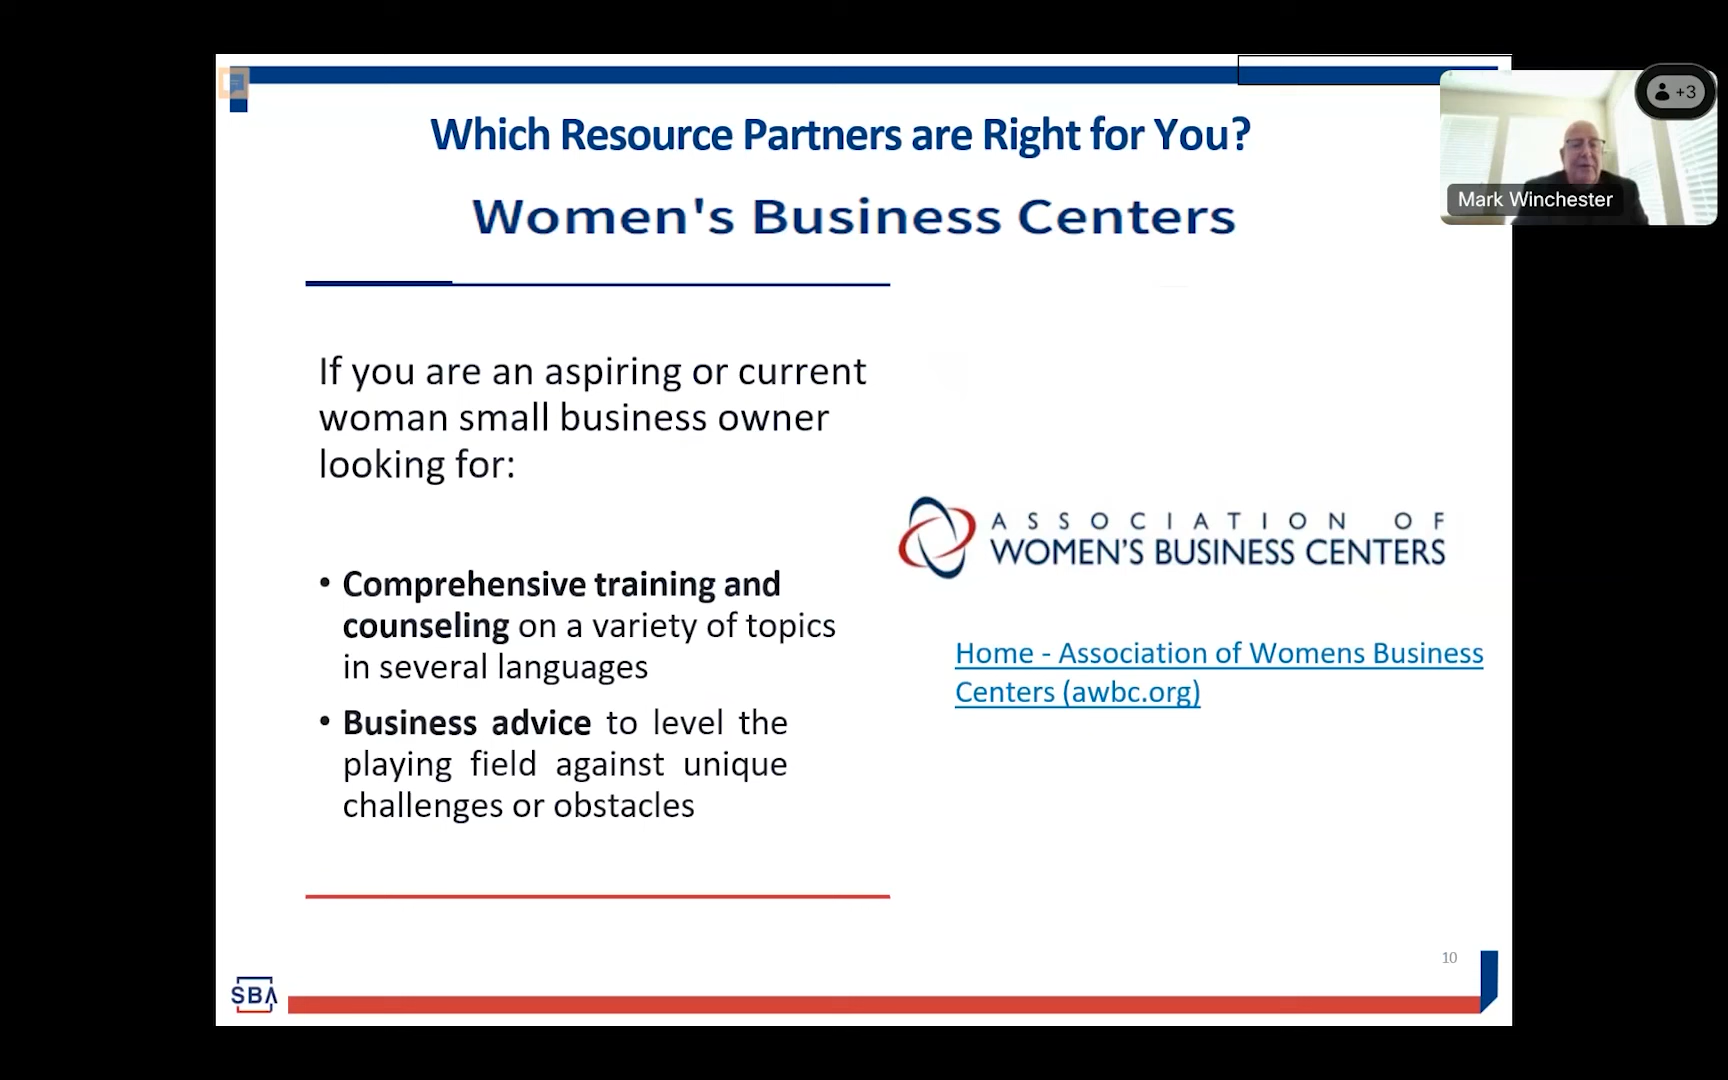 Which Resource Partners are Right for You?
Women's Business Centers
+3
Mark Winchester
If you are an aspiring or current
woman small business owner
looking for:
• Comprehensive training and
counseling on a variety of topics
in several languages
• Business advice to level the
playing field against unique
challenges or obstacles
ASSOCIATION OF
WOMEN'S BUSINESS CENTERS
Home - Association of Womens Business
Centers (awbc.org)
10
SBA